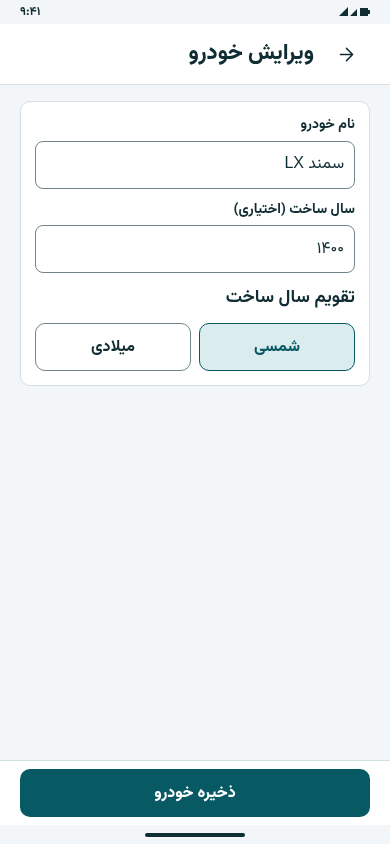 ۹:۴۱
ویرایش خودرو
نام خودرو
سمند LX
سال ساخت (اختیاری)
۱۴۰۰
تقویم سال ساخت
شمسی
میلادی
ذخیره خودرو